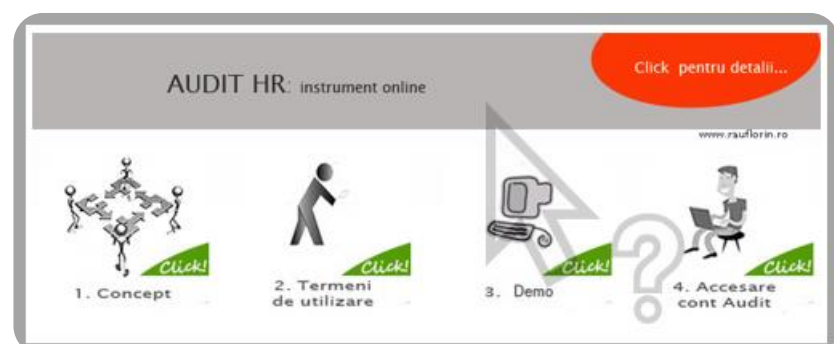 AUDIT HR: instrument online
Click pentru detalii...
www.rauflorin.ro
Click!
Click!
Click!
Click!
1. Concept
2. Termeni
de utilizare
3. Demo
4. Accesare
cont Audit
?